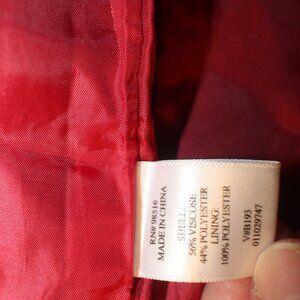 RN# 98516
MADE IN CHINA
SHELL:
56% VISCOSE
44% POLYESTER
LINING:
100% POLYESTER
V#B193
011029747